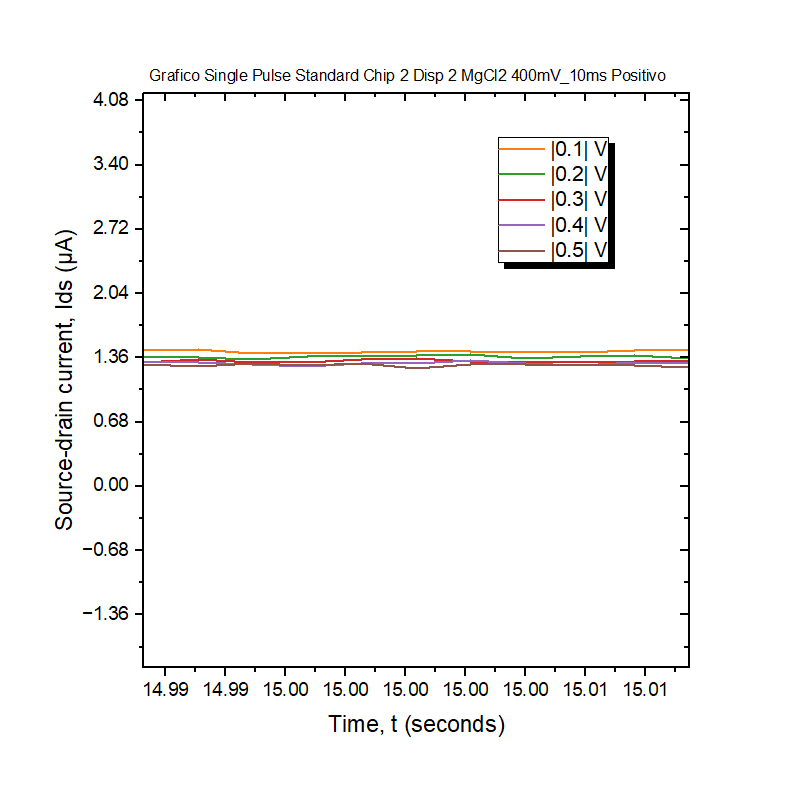 Grafico Single Pulse Standard Chip 2 Disp 2 MgCl2 400mV_10ms Positivo
4.08
3.40
2.72
2.04
1.36
0.68
0.00
−0.68
−1.36
Source-drain current, Ids (μA)
|0.1| V
|0.2| V
|0.3| V
|0.4| V
|0.5| V
14.99 14.99 15.00 15.00 15.00 15.00 15.00 15.01 15.01
Time, t (seconds)